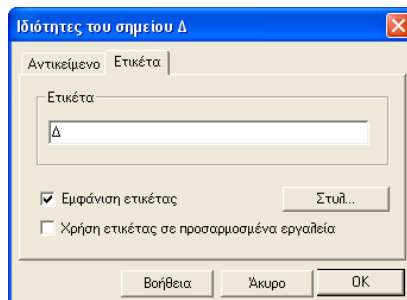 Ιδιότητες του σημείου Δ
Αντικείμενο Ετικέτα
Ετικέτα
Δ
Εμφάνιση ετικέτας Στυλ...
Χρήση ετικέτας σε προσαρμοσμένα εργαλεία
Βοήθεια Άκυρο OK